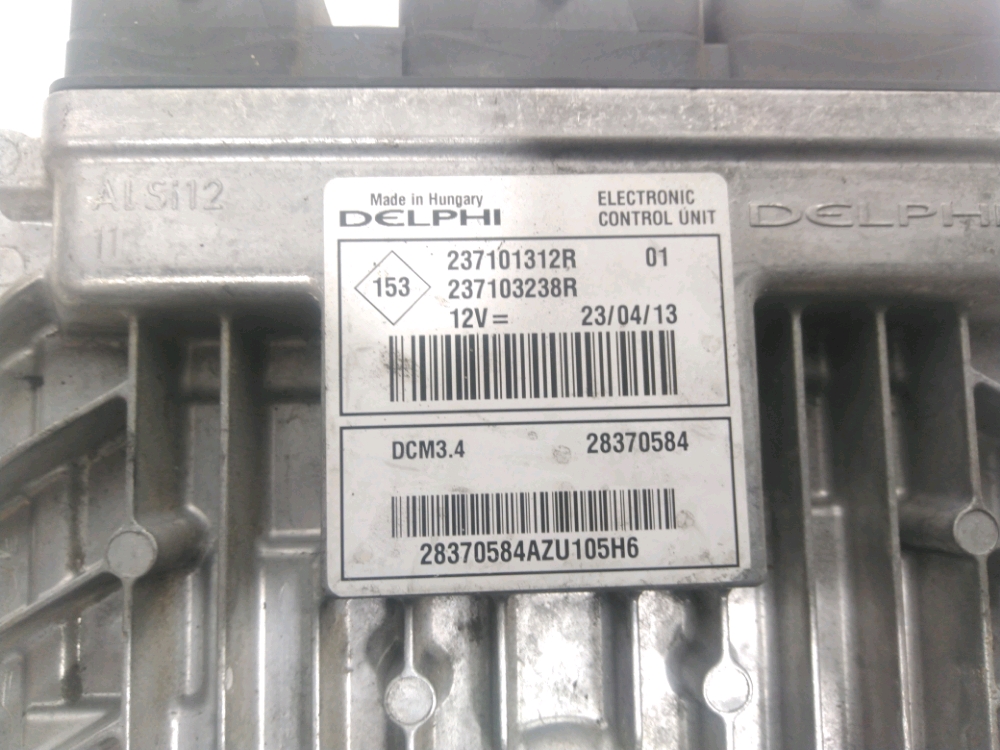 ALSi12
11
DELPHI
Made in Hungary
DELPHI
ELECTRONIC
CONTROL UNIT
153
237101312R 01
237103238R
12V= 23/04/13
DCM3.4 28370584
28370584AZU105H6